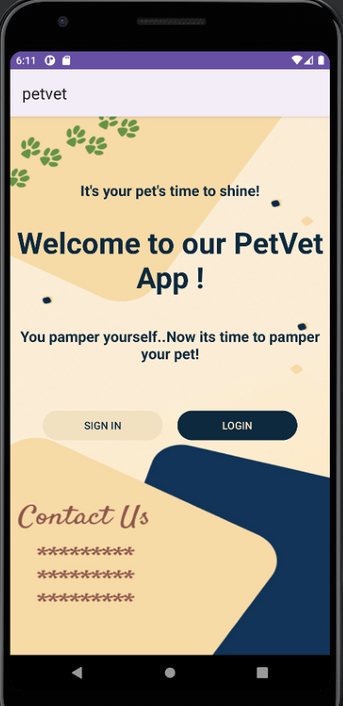 6:11
petvet
It's your pet's time to shine!
Welcome to our PetVet
App !
You pamper yourself..Now its time to pamper
your pet!
SIGN IN
LOGIN
Contact Us
*********
*********
*********